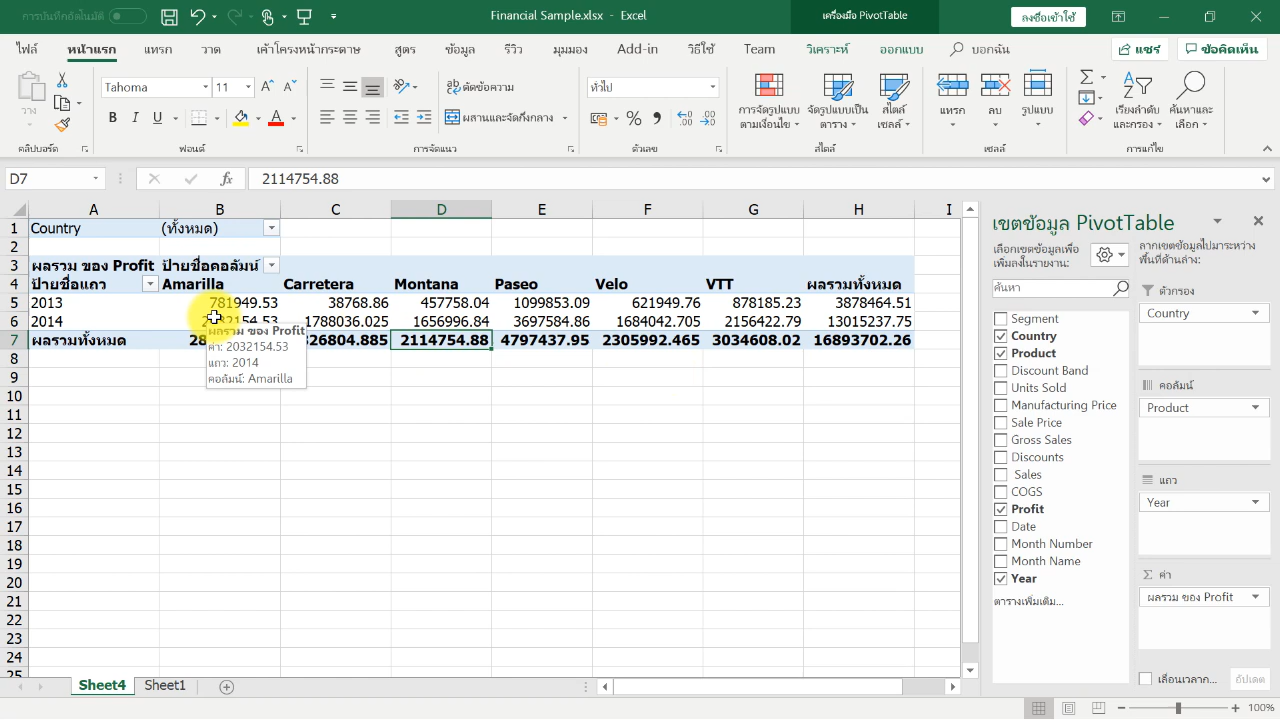 การบันทึกอัตโนมัติ
Financial Sample.xlsx - Excel
เครื่องมือ PivotTable
ลงชื่อเข้าใช้
ไฟล์ หน้าแรก แทรก วาด เค้าโครงหน้ากระดาษ สูตร ข้อมูล รีวิว มุมมอง Add-in วิธีใช้ Team วิเคราะห์ ออกแบบ บอกฉัน แชร์ ข้อคิดเห็น
วาง
คลิปบอร์ด
Tahoma 11
B I U
ฟอนต์
ตัดข้อความ
ผสานและจัดกึ่งกลาง
การจัดแนว
ทั่วไป
ตัวเลข
การจัดรูปแบบตามเงื่อนไข
จัดรูปแบบเป็นตาราง
สไตล์เซลล์
สไตล์
แทรก ลบ รูปแบบ
เซลล์
เรียงลำดับและกรอง
ค้นหาและเลือก
การแก้ไข
D7 fx 2114754.88
A B C D E F G H I
1 Country (ทั้งหมด)
2
3 ผลรวม ของ Profit ป้ายชื่อคอลัมน์
4 ป้ายชื่อแถว Amarilla Carretera Montana Paseo Velo VTT ผลรวมทั้งหมด
5 2013 781949.53 38768.86 457758.04 1099853.09 621949.76 878185.23 3878464.51
6 2014 1788036.025 1656996.84 3697584.86 1684042.705 2156422.79 13015237.75
7 ผลรวมทั้งหมด 28 326804.885 2114754.88 4797437.95 2305992.465 3034608.02 16893702.26
ผลรวม ของ Profit
ค่า: 2032154.53
แถว: 2014
คอลัมน์: Amarilla
8
9
10
11
12
13
14
15
16
17
18
19
20
21
22
23
24
25
Sheet4 Sheet1
เขตข้อมูล PivotTable
เลือกเขตข้อมูลเพื่อเพิ่มลงในรายงาน:
ค้นหา
Segment
Country
Product
Discount Band
Units Sold
Manufacturing Price
Sale Price
Gross Sales
Discounts
Sales
COGS
Profit
Date
Month Number
Month Name
Year
ตารางเพิ่มเติม...
ลากเขตข้อมูลไปมาระหว่างพื้นที่ด้านล่าง:
ตัวกรอง
Country
คอลัมน์
Product
แถว
Year
Σ ค่า
ผลรวม ของ Profit
เลื่อนเวลาก... อัปเดต
100%